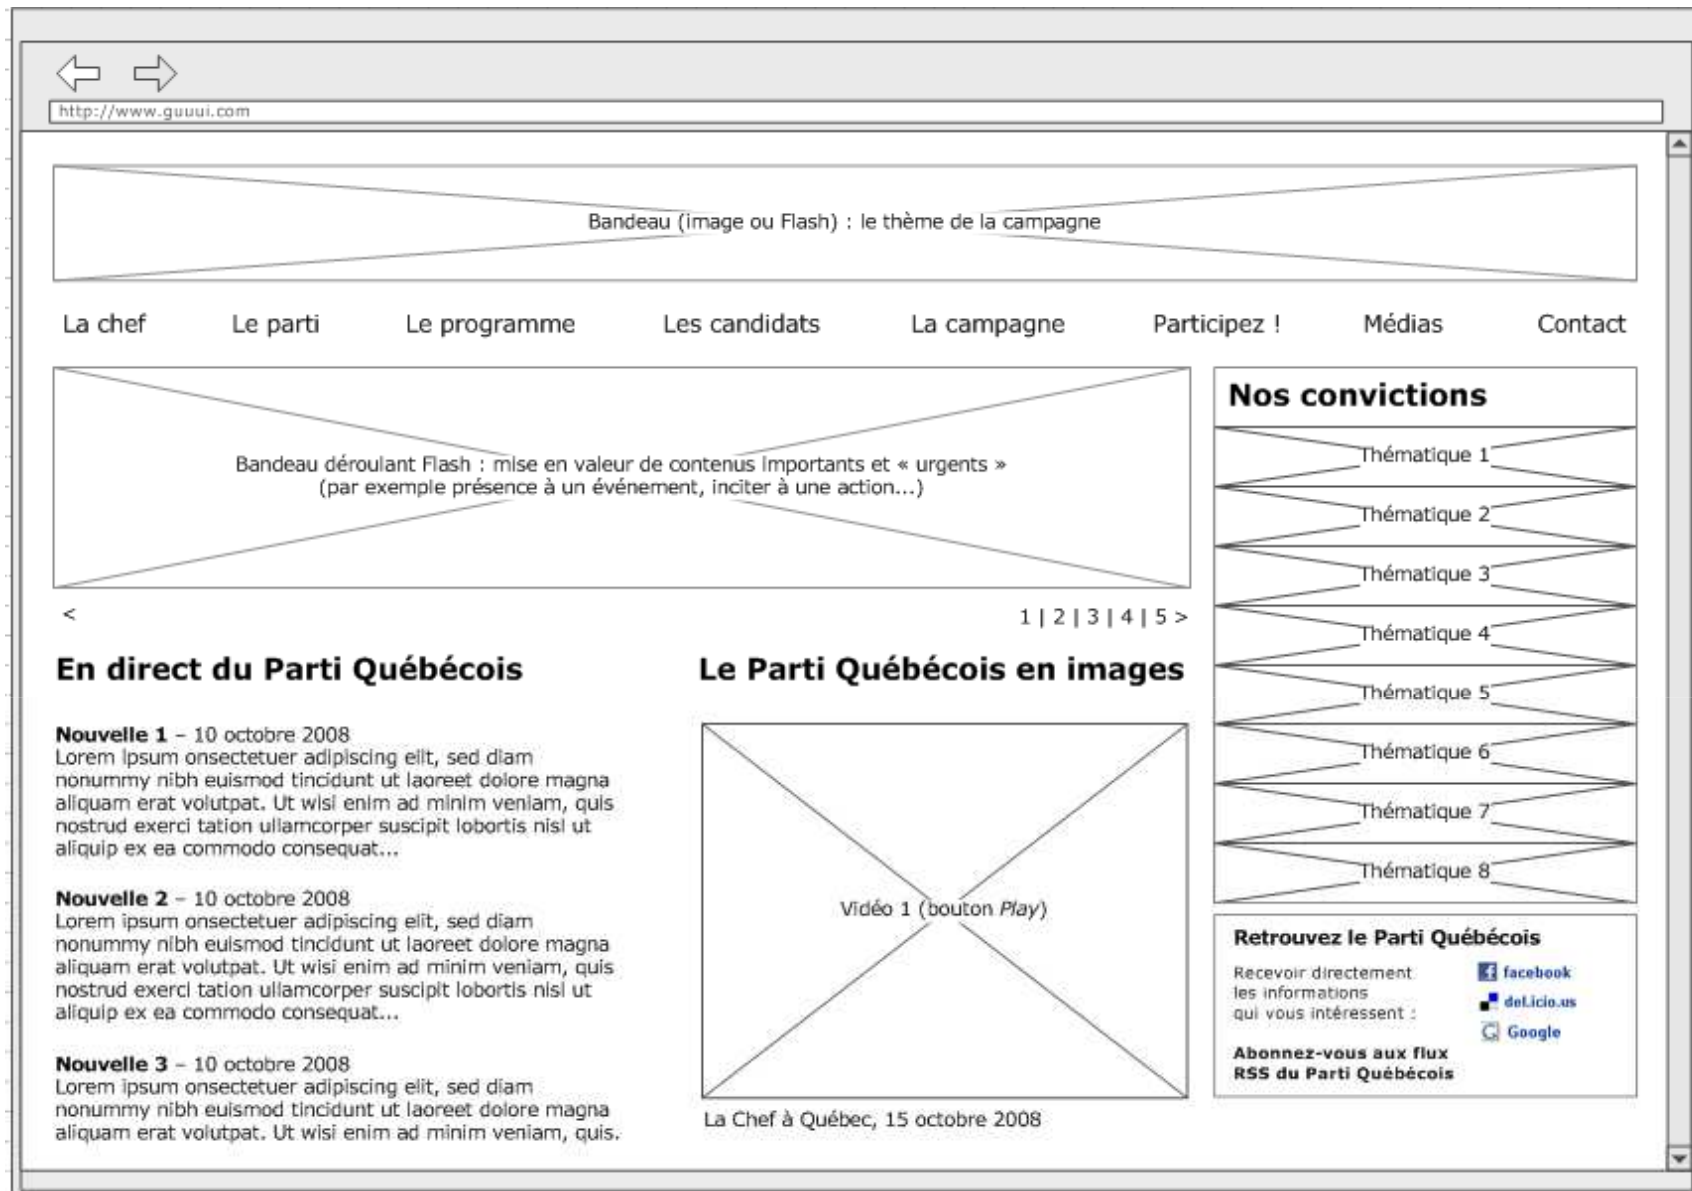 http://www.guuui.com
Bandeau (image ou Flash) : le thème de la campagne
La chef Le parti Le programme Les candidats La campagne Participez ! Médias Contact
Bandeau déroulant Flash : mise en valeur de contenus importants et « urgents »
(par exemple présence à un événement, inciter à une action...)
< 1 | 2 | 3 | 4 | 5 >
En direct du Parti Québécois
Nouvelle 1 – 10 octobre 2008
Lorem ipsum onsectetuer adipiscing elit, sed diam
nonummy nibh euismod tincidunt ut laoreet dolore magna
aliquam erat volutpat. Ut wisi enim ad minim veniam, quis
nostrud exerci tation ullamcorper suscipit lobortis nisl ut
aliquip ex ea commodo consequat...
Nouvelle 2 – 10 octobre 2008
Lorem ipsum onsectetuer adipiscing elit, sed diam
nonummy nibh euismod tincidunt ut laoreet dolore magna
aliquam erat volutpat. Ut wisi enim ad minim veniam, quis
nostrud exerci tation ullamcorper suscipit lobortis nisl ut
aliquip ex ea commodo consequat...
Nouvelle 3 – 10 octobre 2008
Lorem ipsum onsectetuer adipiscing elit, sed diam
nonummy nibh euismod tincidunt ut laoreet dolore magna
aliquam erat volutpat. Ut wisi enim ad minim veniam, quis.
Le Parti Québécois en images
Vidéo 1 (bouton Play)
La Chef à Québec, 15 octobre 2008
Nos convictions
Thématique 1
Thématique 2
Thématique 3
Thématique 4
Thématique 5
Thématique 6
Thématique 7
Thématique 8
Retrouvez le Parti Québécois
Recevoir directement
les informations
qui vous intéressent :
facebook
del.icio.us
Google
Abonnez-vous aux flux
RSS du Parti Québécois